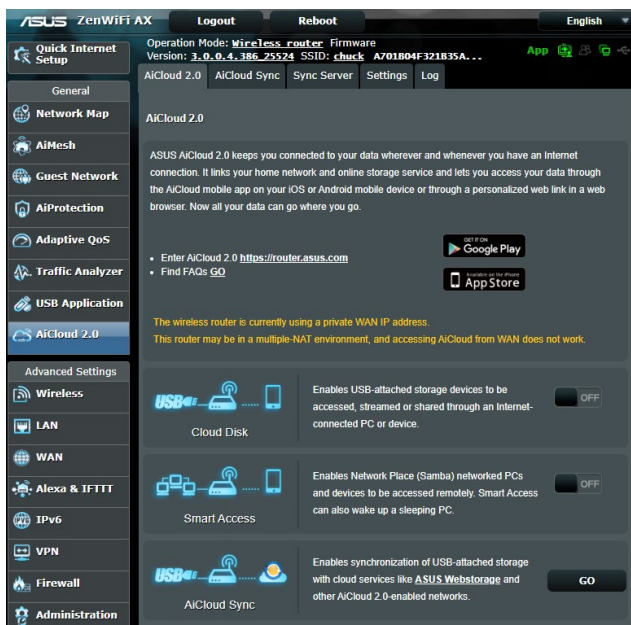 ASUS ZenWiFi AX Logout Reboot English
Quick Internet Setup
Operation Mode: Wireless router Firmware
Version: 3.0.0.4.386_25524 SSID: chuck A701B04F321B35A...
App
AiCloud 2.0 AiCloud Sync Sync Server Settings Log
General
Network Map
AiMesh
Guest Network
AiProtection
Adaptive QoS
Traffic Analyzer
USB Application
AiCloud 2.0
Advanced Settings
Wireless
LAN
WAN
Alexa & IFTTT
IPv6
VPN
Firewall
Administration
AiCloud 2.0
ASUS AiCloud 2.0 keeps you connected to your data wherever and whenever you have an Internet
connection. It links your home network and online storage service and lets you access your data through
the AiCloud mobile app on your iOS or Android mobile device or through a personalized web link in a web
browser. Now all your data can go where you go.
Enter AiCloud 2.0 https://router.asus.com
Find FAQs GO
GET IT ON
Google Play
Available on the iPhone
App Store
The wireless router is currently using a private WAN IP address.
This router may be in a multiple-NAT environment, and accessing AiCloud from WAN does not work.
USB
Cloud Disk
Enables USB-attached storage devices to be
accessed, streamed or shared through an Internet-
connected PC or device.
OFF
Smart Access
Enables Network Place (Samba) networked PCs
and devices to be accessed remotely. Smart Access
can also wake up a sleeping PC.
OFF
USB
AiCloud Sync
Enables synchronization of USB-attached storage
with cloud services like ASUS Webstorage and
other AiCloud 2.0-enabled networks.
GO